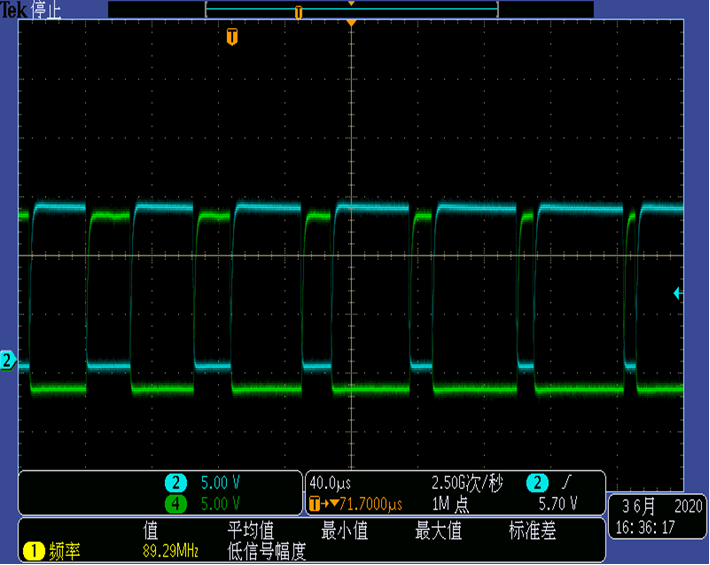 Tek 停止
T
T
2
2 5.00 V
4 5.00 V
40.0μs 2.50G次/秒 2
T→▼71.7000μs 1M 点 5.70 V
值 平均值 最小值 最大值 标准差
1 频率 89.29MHz 低信号幅度
3 6月 2020
16:36:17